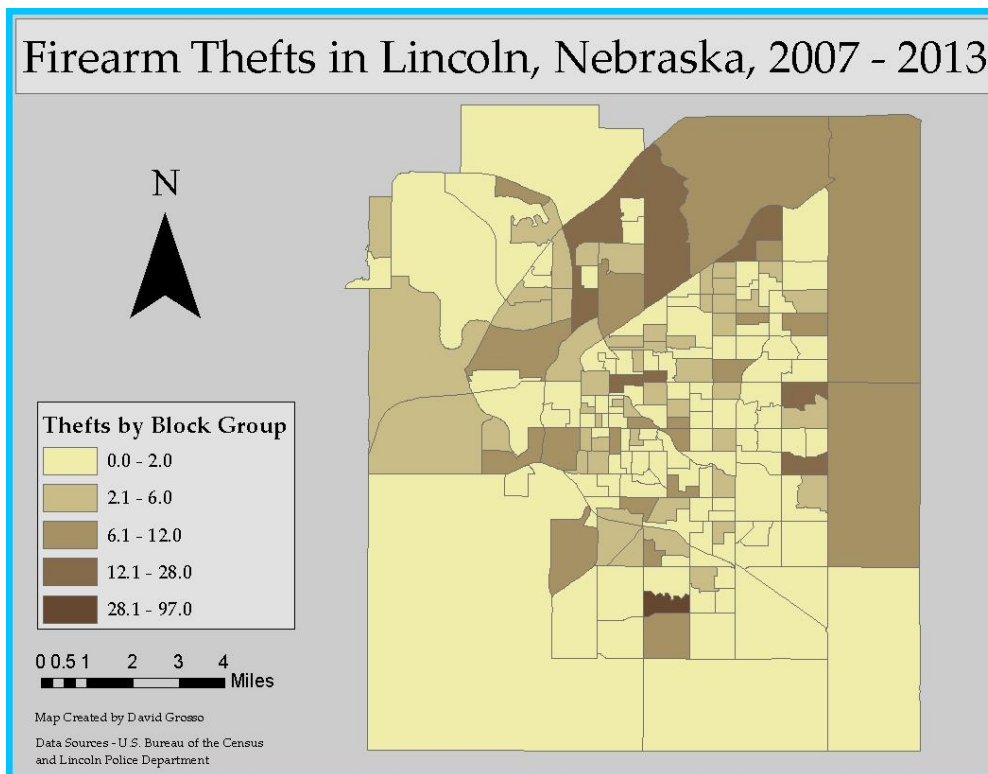 Firearm Thefts in Lincoln, Nebraska, 2007 - 2013
N
Thefts by Block Group
0.0 - 2.0
2.1 - 6.0
6.1 - 12.0
12.1 - 28.0
28.1 - 97.0
0 0.5 1 2 3 4
Miles
Map Created by David Grosso
Data Sources - U.S. Bureau of the Census
and Lincoln Police Department